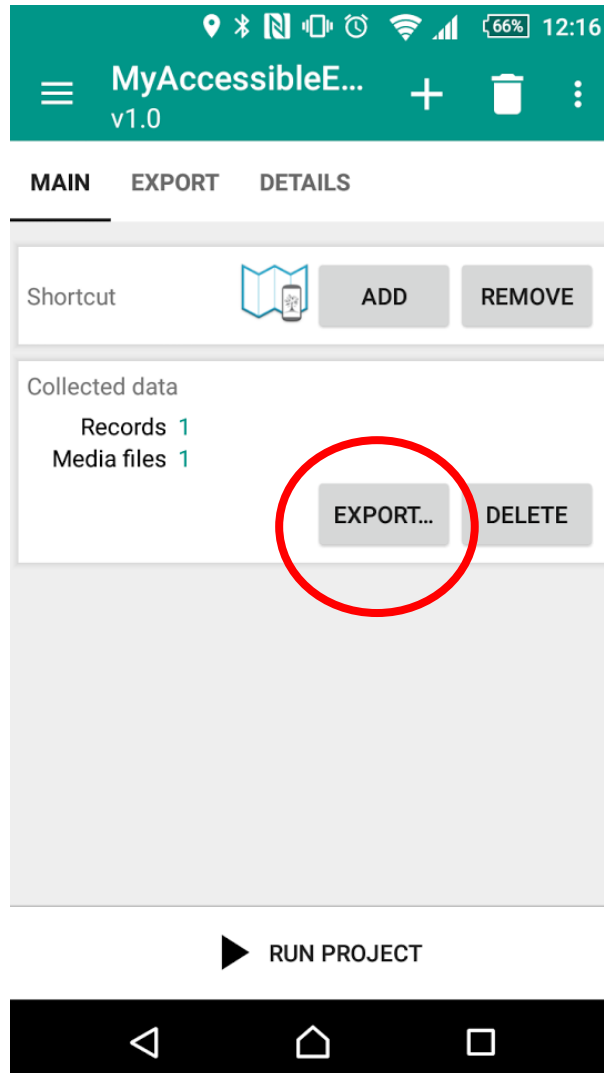 66% 12:16
MyAccessibleE...
v1.0
MAIN EXPORT DETAILS
Shortcut ADD REMOVE
Collected data
Records 1
Media files 1
EXPORT... DELETE
RUN PROJECT